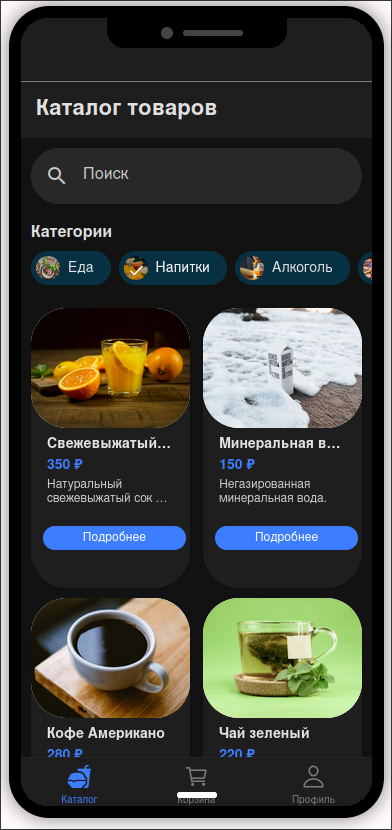 Каталог товаров
Поиск
Категории
Еда
Напитки
Алкоголь
Свежевыжатый...
Минеральная в...
350 ₽
150 ₽
Натуральный
свежевыжатый сок ...
Негазированная
минеральная вода.
Подробнее
Подробнее
Кофе Американо
Чай зеленый
280 ₽
220 ₽
Каталог
Корзина
Профиль